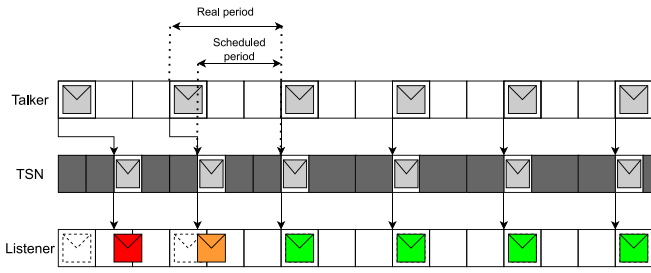 Real period
Scheduled
period
Talker
TSN
Listener